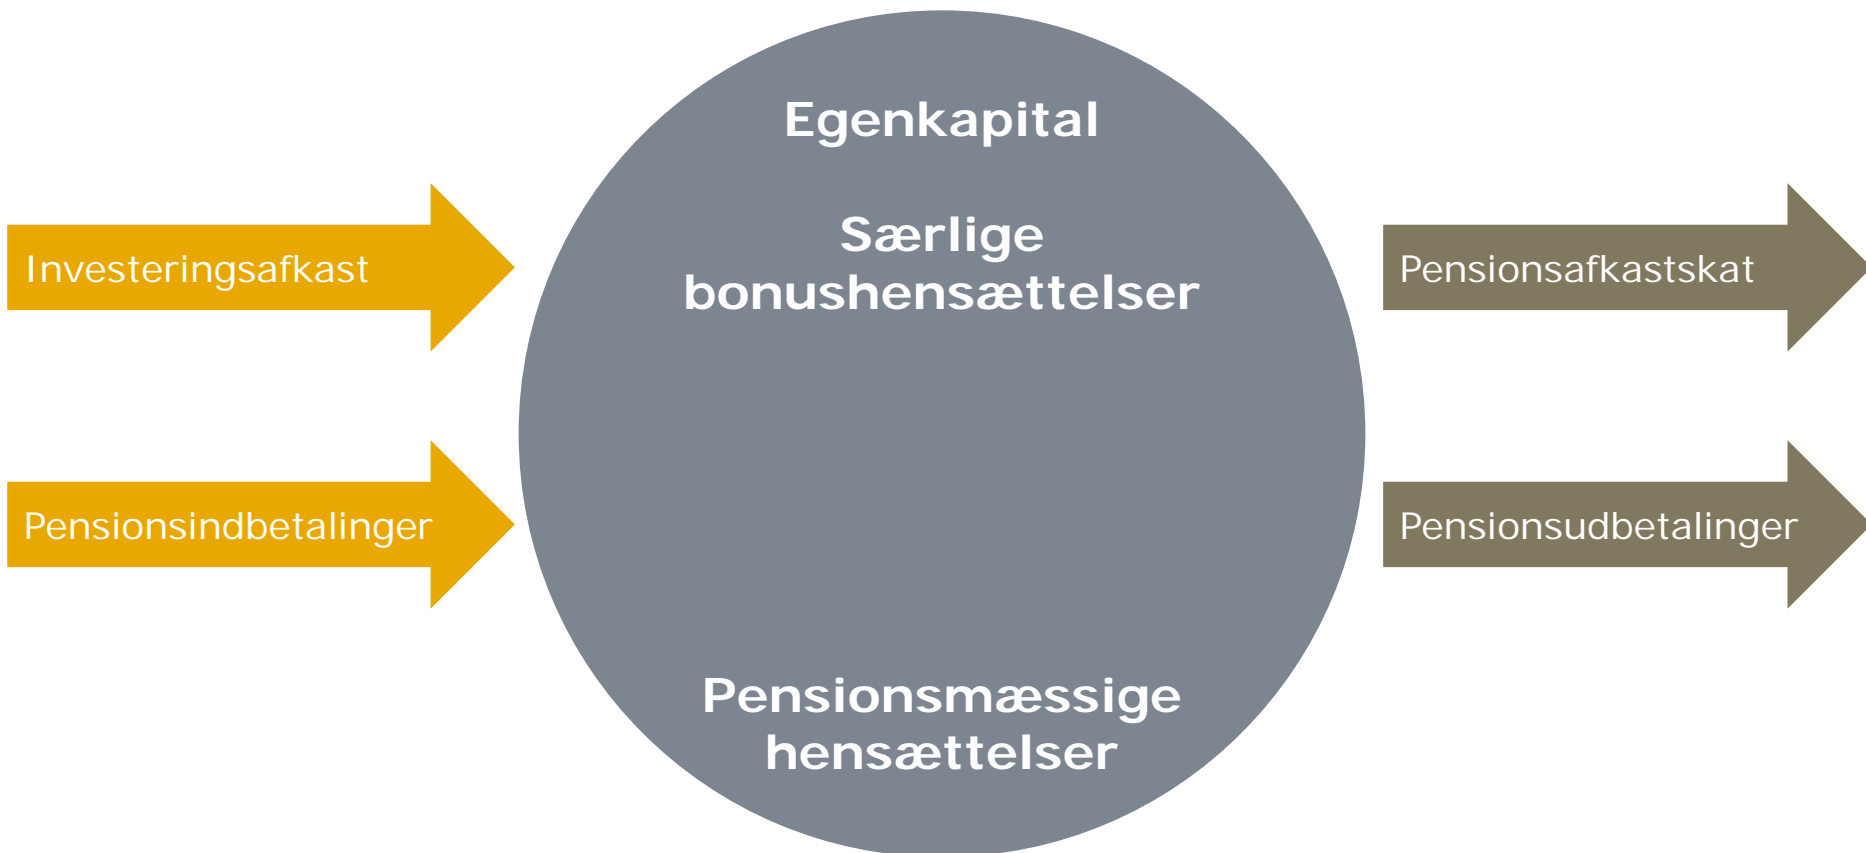 Egenkapital
Særlige
bonushensættelser
Investeringsafkast
Pensionsafkastskat
Pensionsindbetalinger
Pensionsudbetalinger
Pensionsmæssige
hensættelser